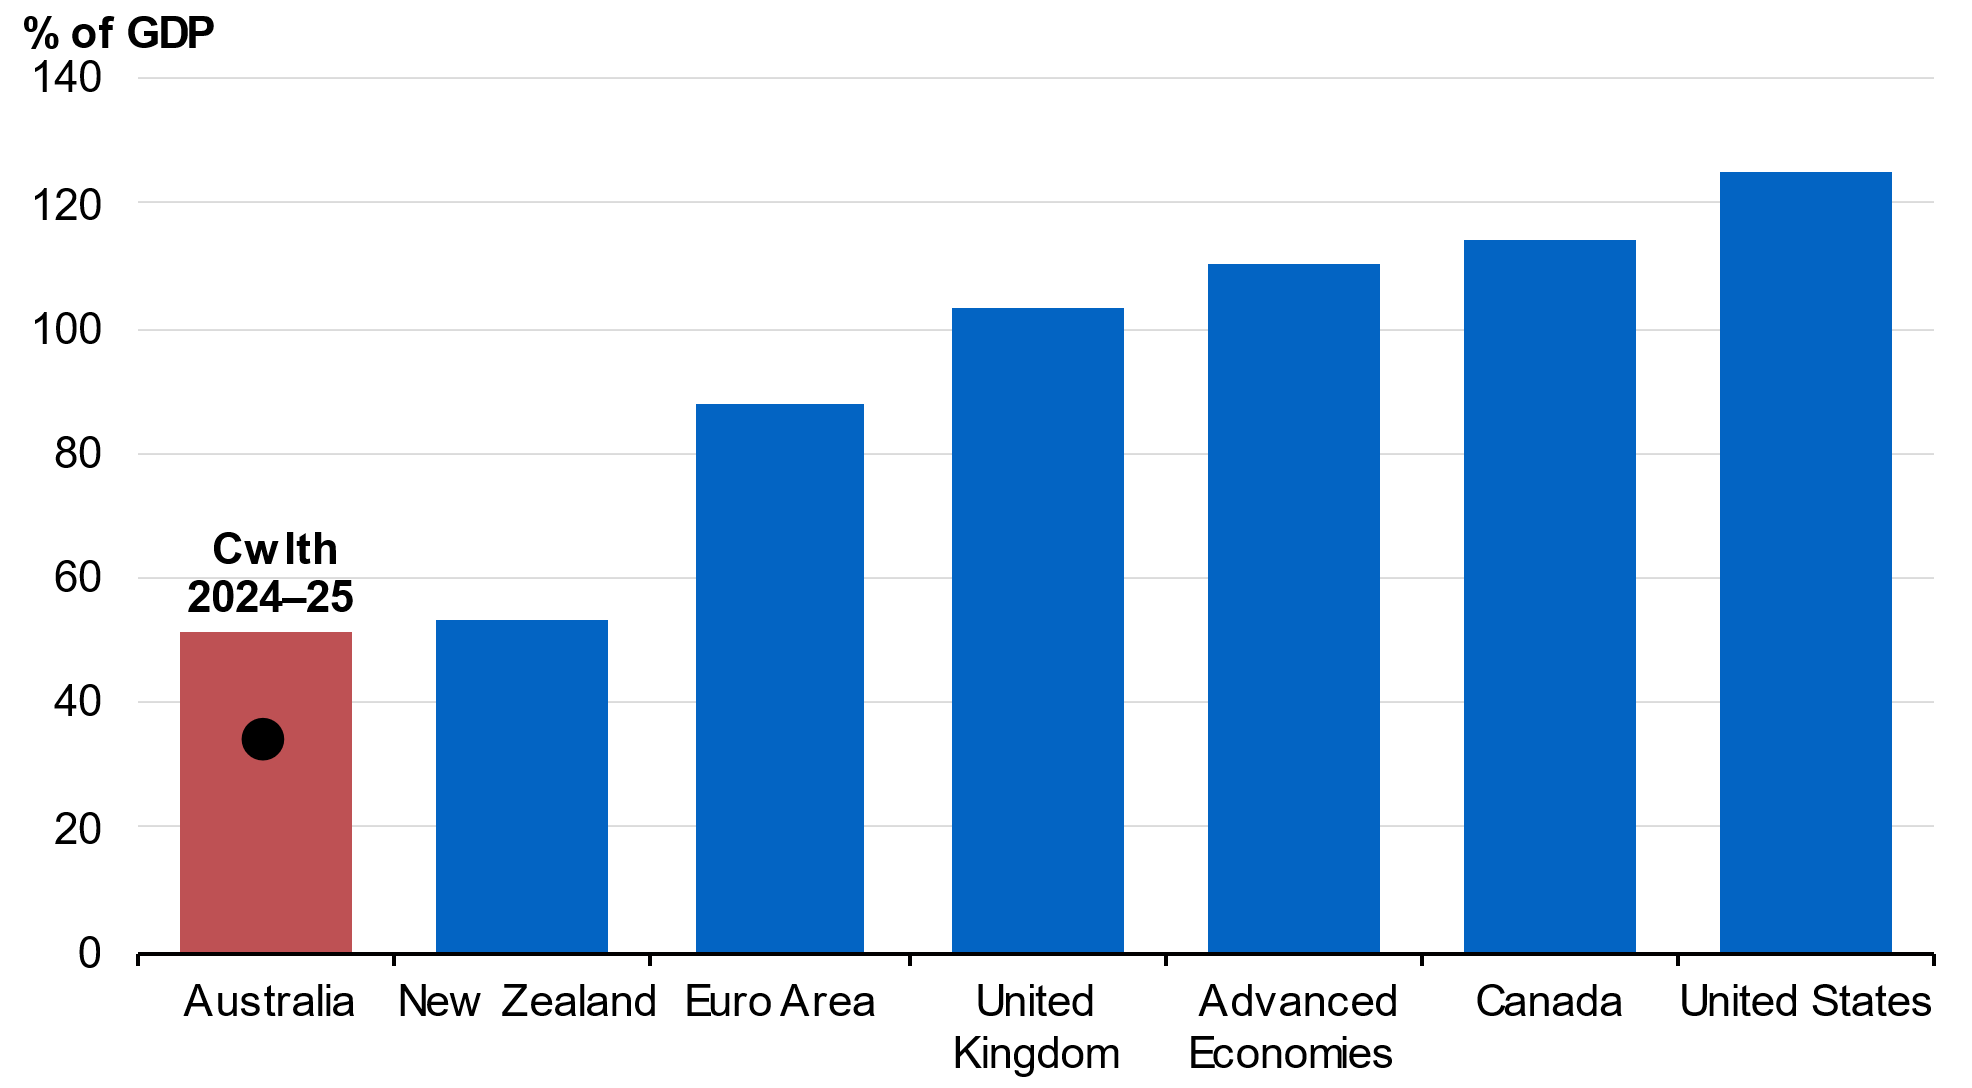 % of GDP
140
120
100
80
60
40
20
0
Cwlth
2024–25
Australia
New Zealand
Euro Area
United
Kingdom
Advanced
Economies
Canada
United States